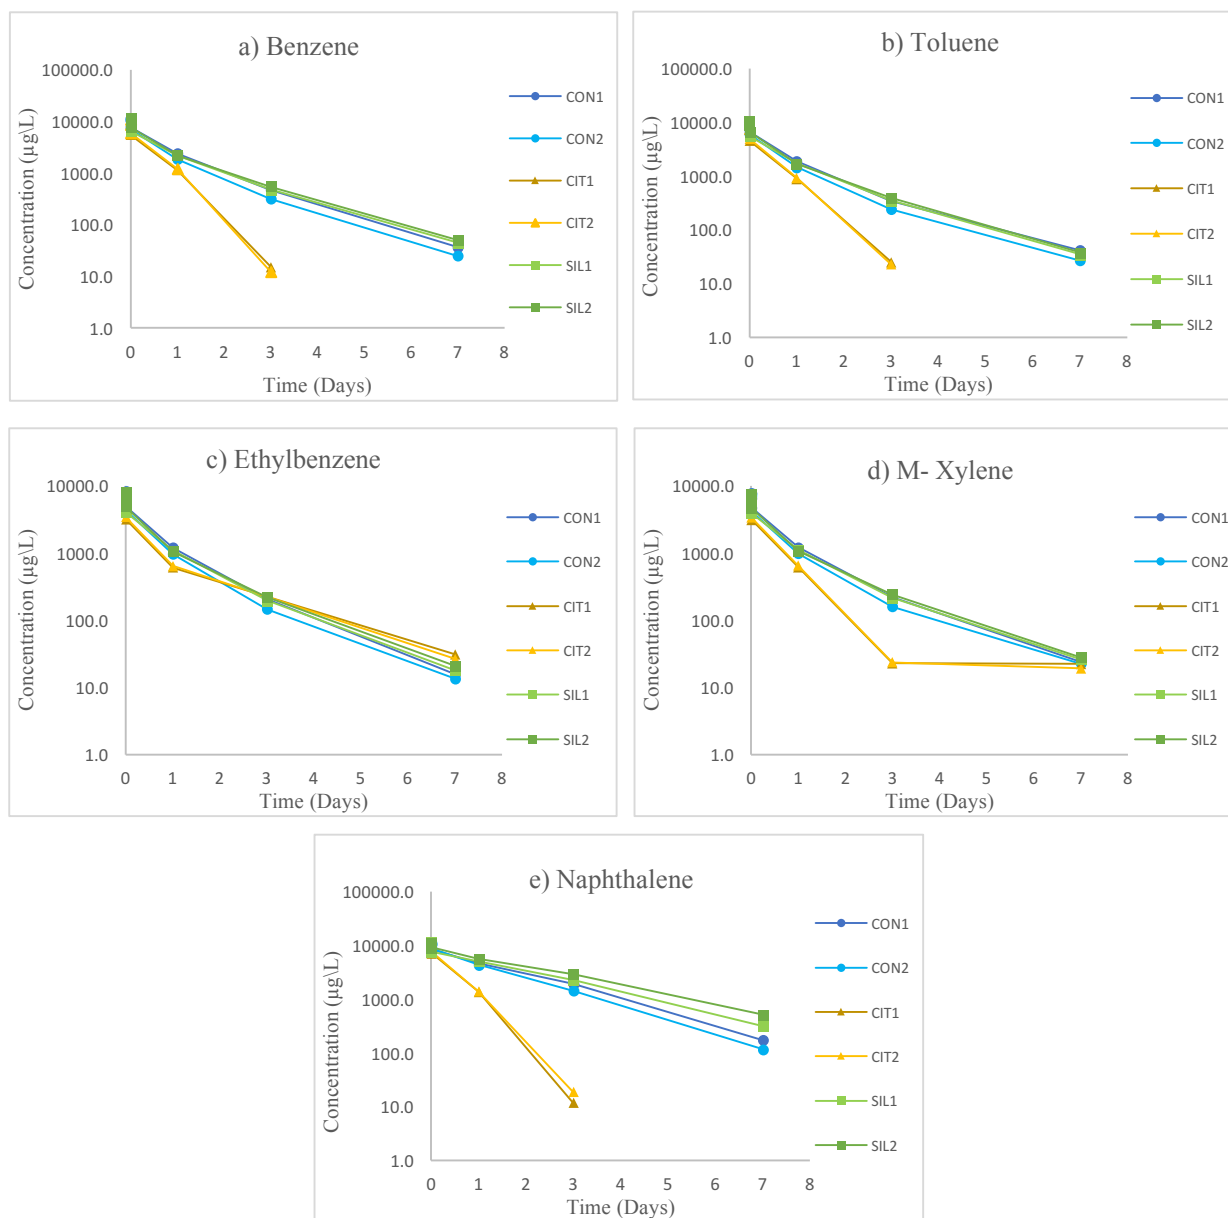 a) Benzene
Concentration (µg\L)
100000.0
10000.0
1000.0
100.0
10.0
1.0
0 1 2 3 4 5 6 7 8
Time (Days)
CON1
CON2
CIT1
CIT2
SIL1
SIL2
b) Toluene
Concentration (µg\L)
100000.0
10000.0
1000.0
100.0
10.0
1.0
0 1 2 3 4 5 6 7 8
Time (Days)
CON1
CON2
CIT1
CIT2
SIL1
SIL2
c) Ethylbenzene
Concentration (µg\L)
10000.0
1000.0
100.0
10.0
1.0
0 1 2 3 4 5 6 7 8
Time (Days)
CON1
CON2
CIT1
CIT2
SIL1
SIL2
d) M- Xylene
Concentration (µg\L)
10000.0
1000.0
100.0
10.0
1.0
0 1 2 3 4 5 6 7 8
Time (Days)
CON1
CON2
CIT1
CIT2
SIL1
SIL2
e) Naphthalene
Concentration (µg\L)
100000.0
10000.0
1000.0
100.0
10.0
1.0
0 1 2 3 4 5 6 7 8
Time (Days)
CON1
CON2
CIT1
CIT2
SIL1
SIL2